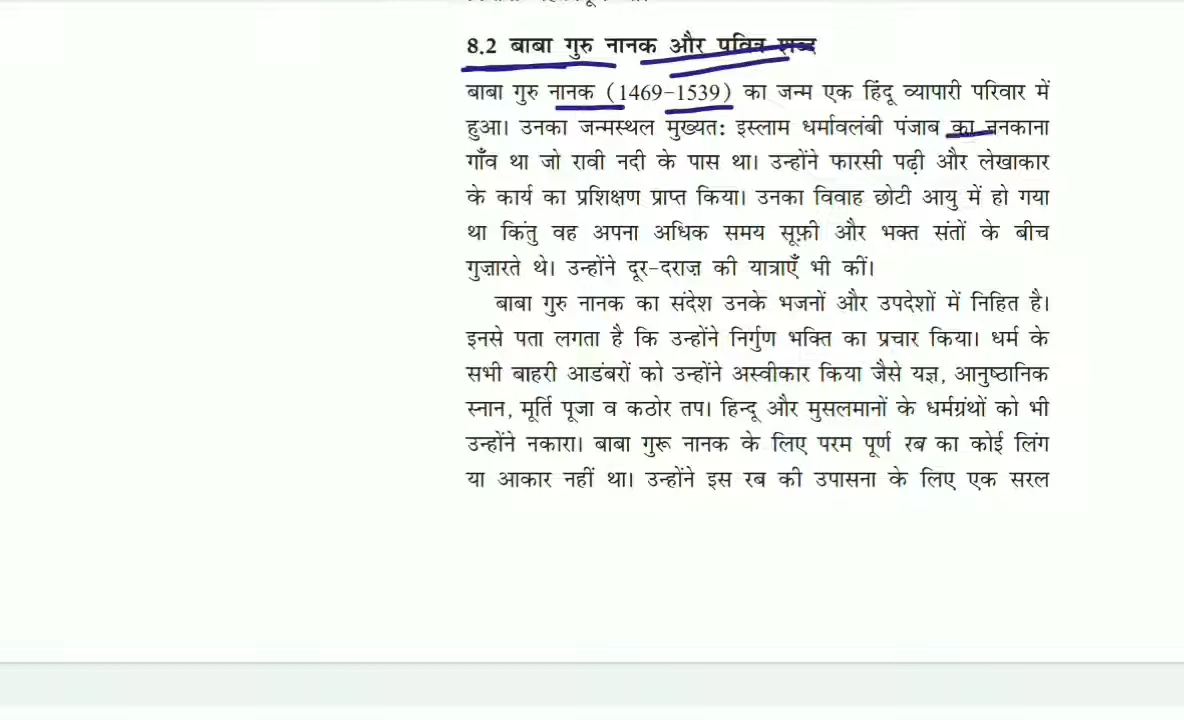 8.2 बाबा गुरु नानक और पवित्र शब्द
बाबा गुरु नानक (1469-1539) का जन्म एक हिंदू व्यापारी परिवार में
हुआ। उनका जन्मस्थल मुख्यत: इस्लाम धर्मावलंबी पंजाब का ननकाना
गाँव था जो रावी नदी के पास था। उन्होंने फारसी पढ़ी और लेखाकार
के कार्य का प्रशिक्षण प्राप्त किया। उनका विवाह छोटी आयु में हो गया
था किंतु वह अपना अधिक समय सूफ़ी और भक्त संतों के बीच
गुज़ारते थे। उन्होंने दूर-दराज़ की यात्राएँ भी कीं।
बाबा गुरु नानक का संदेश उनके भजनों और उपदेशों में निहित है।
इनसे पता लगता है कि उन्होंने निर्गुण भक्ति का प्रचार किया। धर्म के
सभी बाहरी आडंबरों को उन्होंने अस्वीकार किया जैसे यज्ञ, आनुष्ठानिक
स्नान, मूर्ति पूजा व कठोर तप। हिन्दू और मुसलमानों के धर्मग्रंथों को भी
उन्होंने नकारा। बाबा गुरू नानक के लिए परम पूर्ण रब का कोई लिंग
या आकार नहीं था। उन्होंने इस रब की उपासना के लिए एक सरल